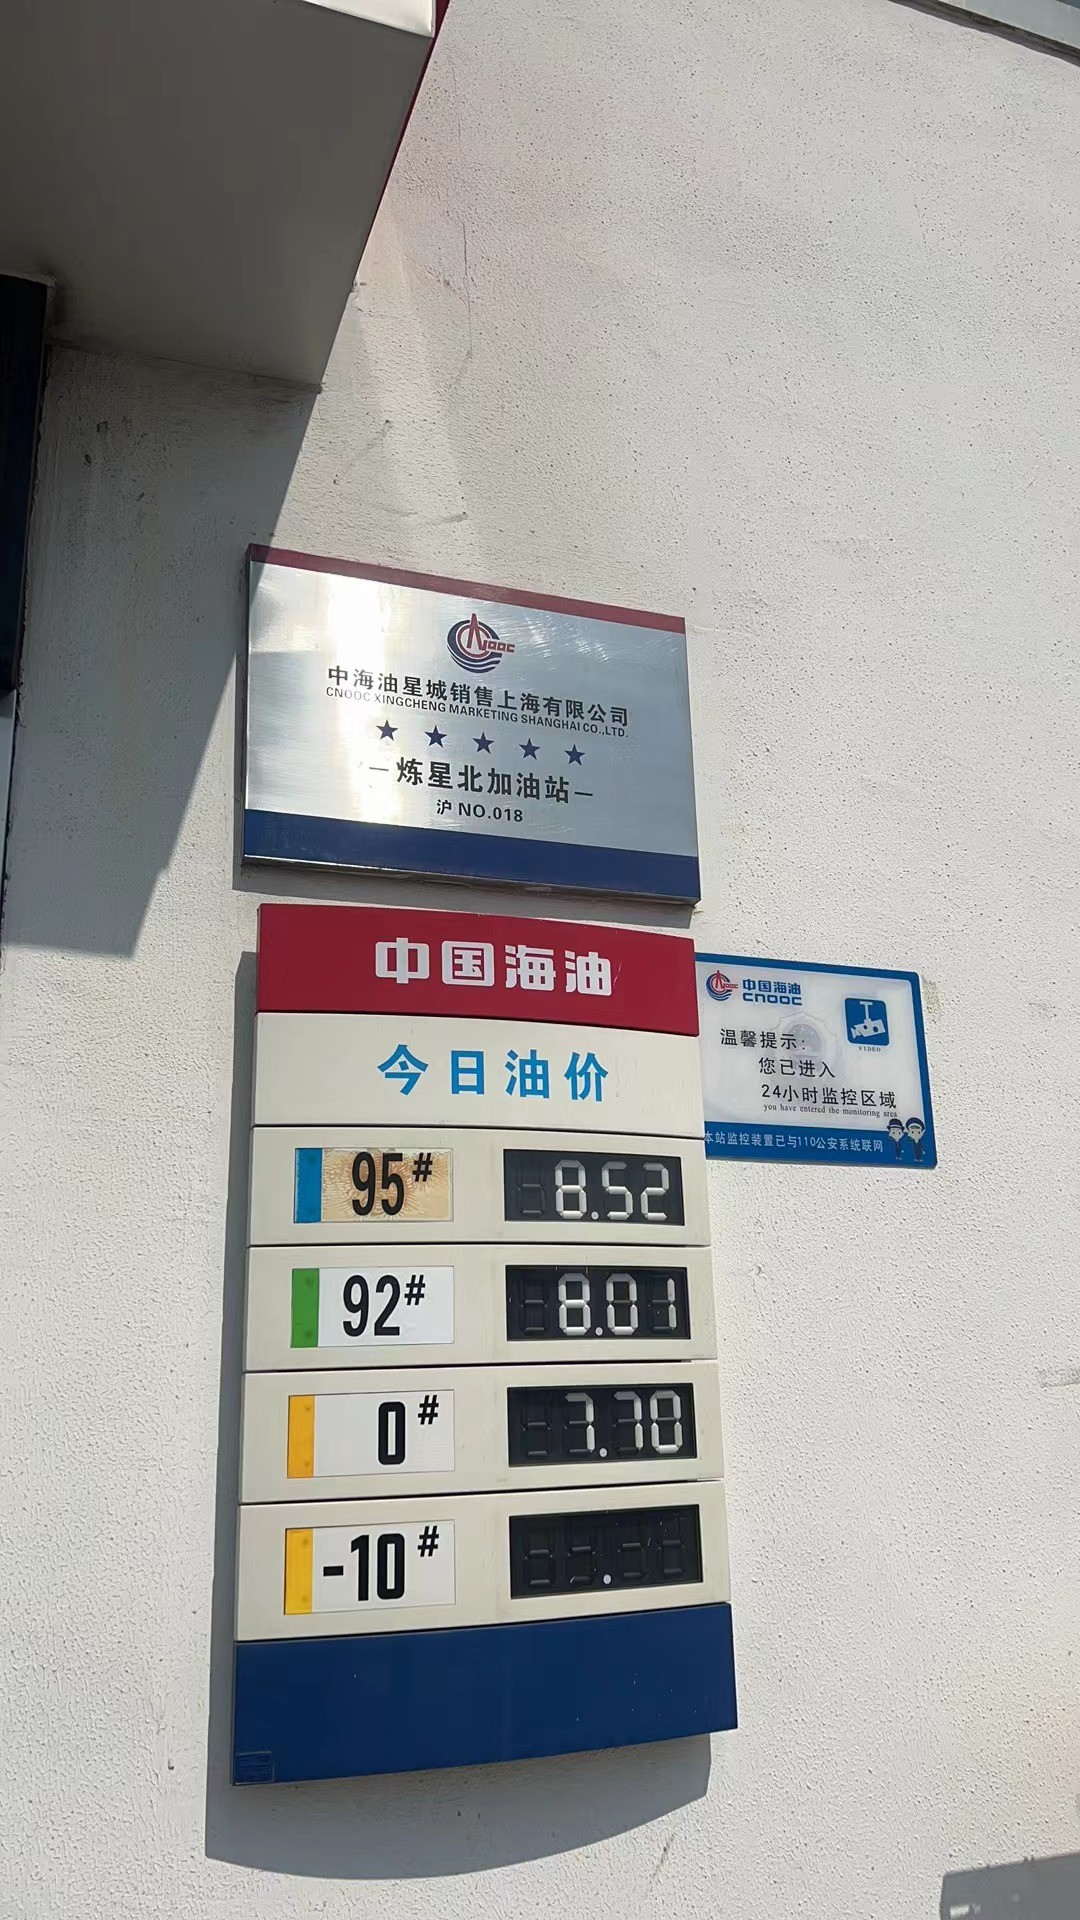 CNOOC
中海油星城销售上海有限公司
CNOOC XINGCHENG MARKETING SHANGHAI CO.,LTD.
炼星北加油站
沪 NO.018
中国海油
今日油价
95# 8.52
92# 8.01
0# 7.70
-10#
CNOOC 中国海油
CNOOC
VIDEO
温馨提示:
您已进入
24小时监控区域
you have entered the monitoring area
本站监控装置已与110公安系统联网